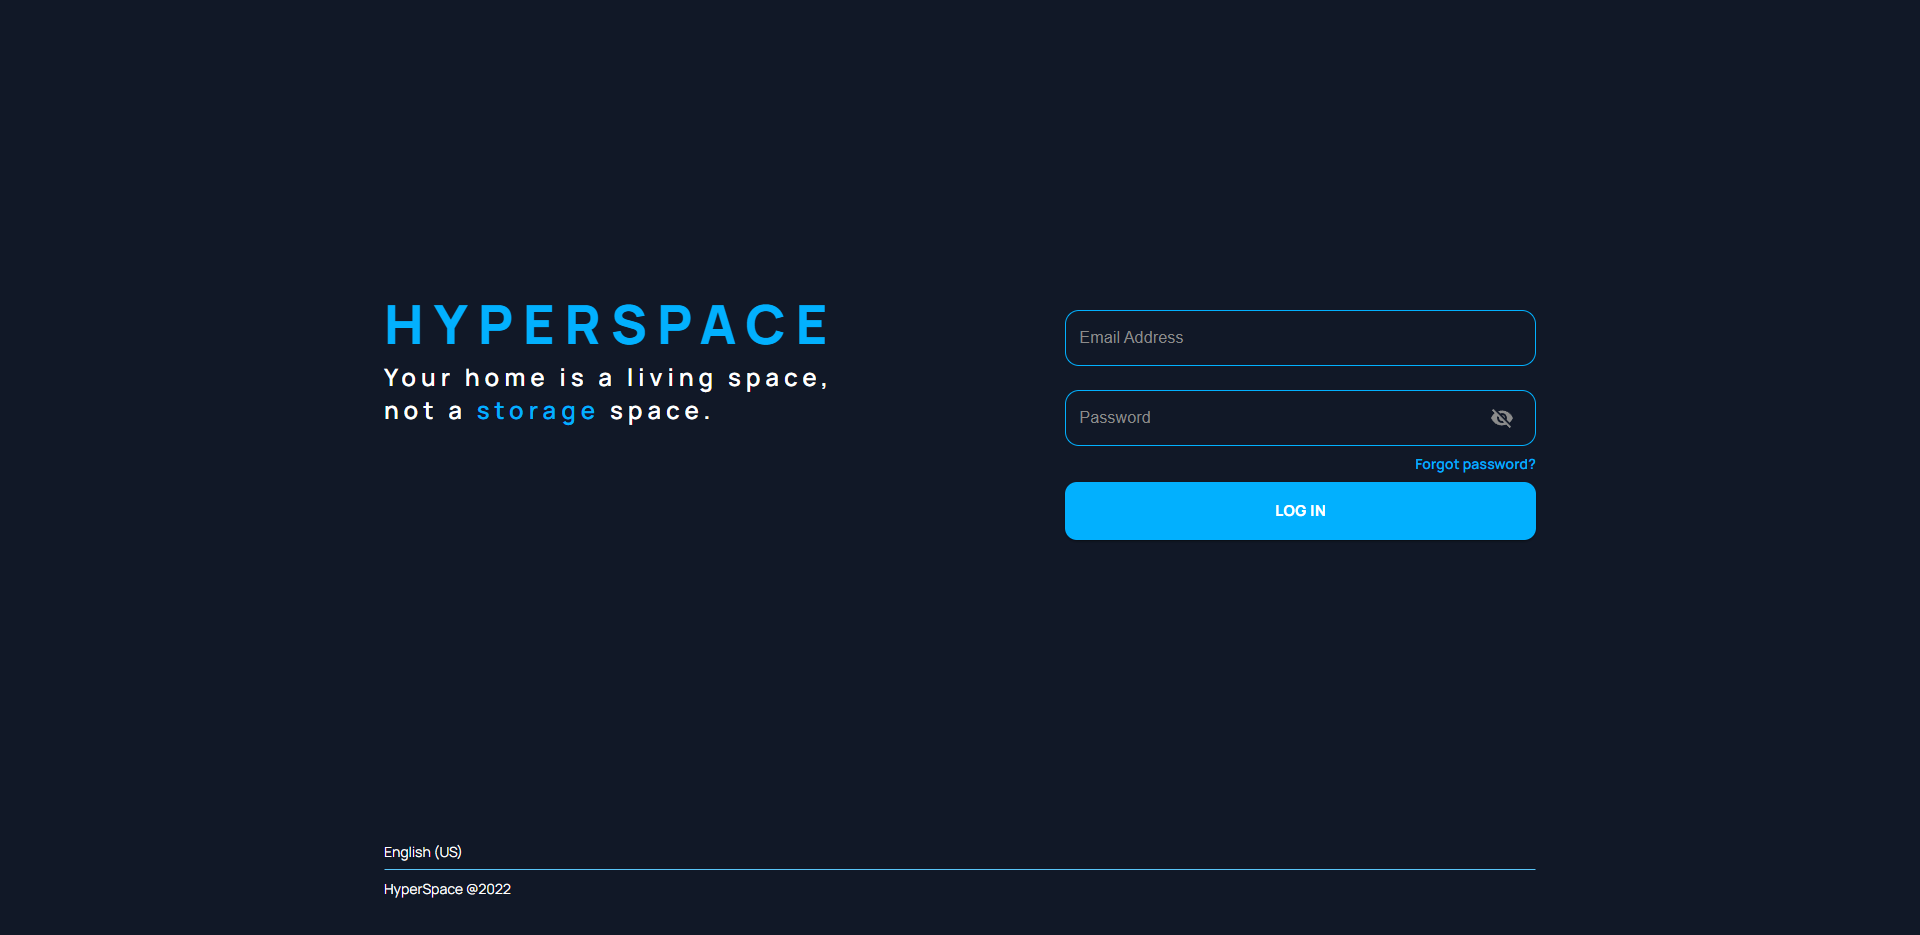 HYPERSPACE
Your home is a living space,
not a storage space.
Email Address
Password
Forgot password?
LOG IN
English (US)
HyperSpace @2022